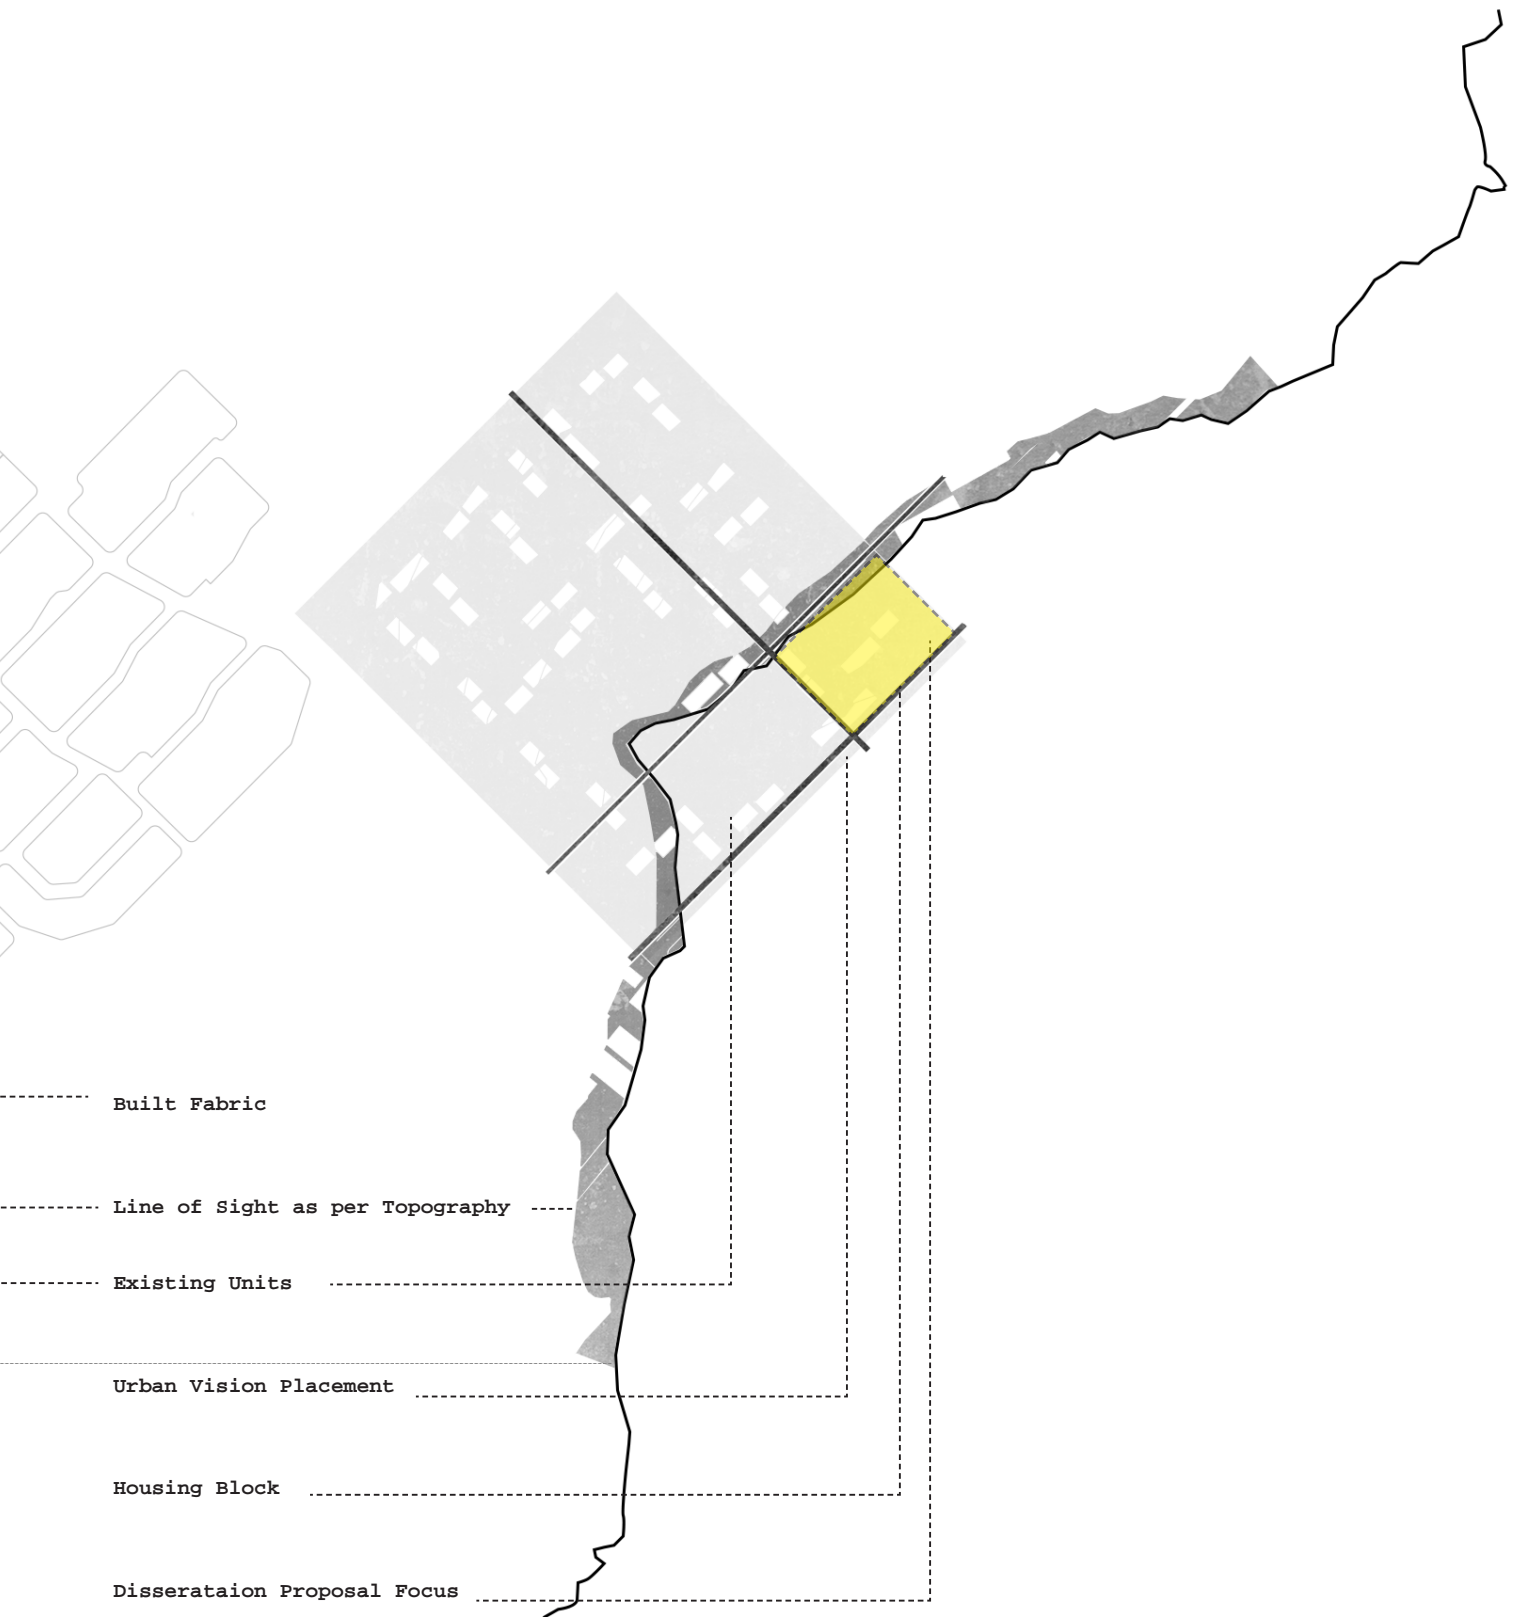 Built Fabric
Line of Sight as per Topography
Existing Units
Urban Vision Placement
Housing Block
Disserataion Proposal Focus